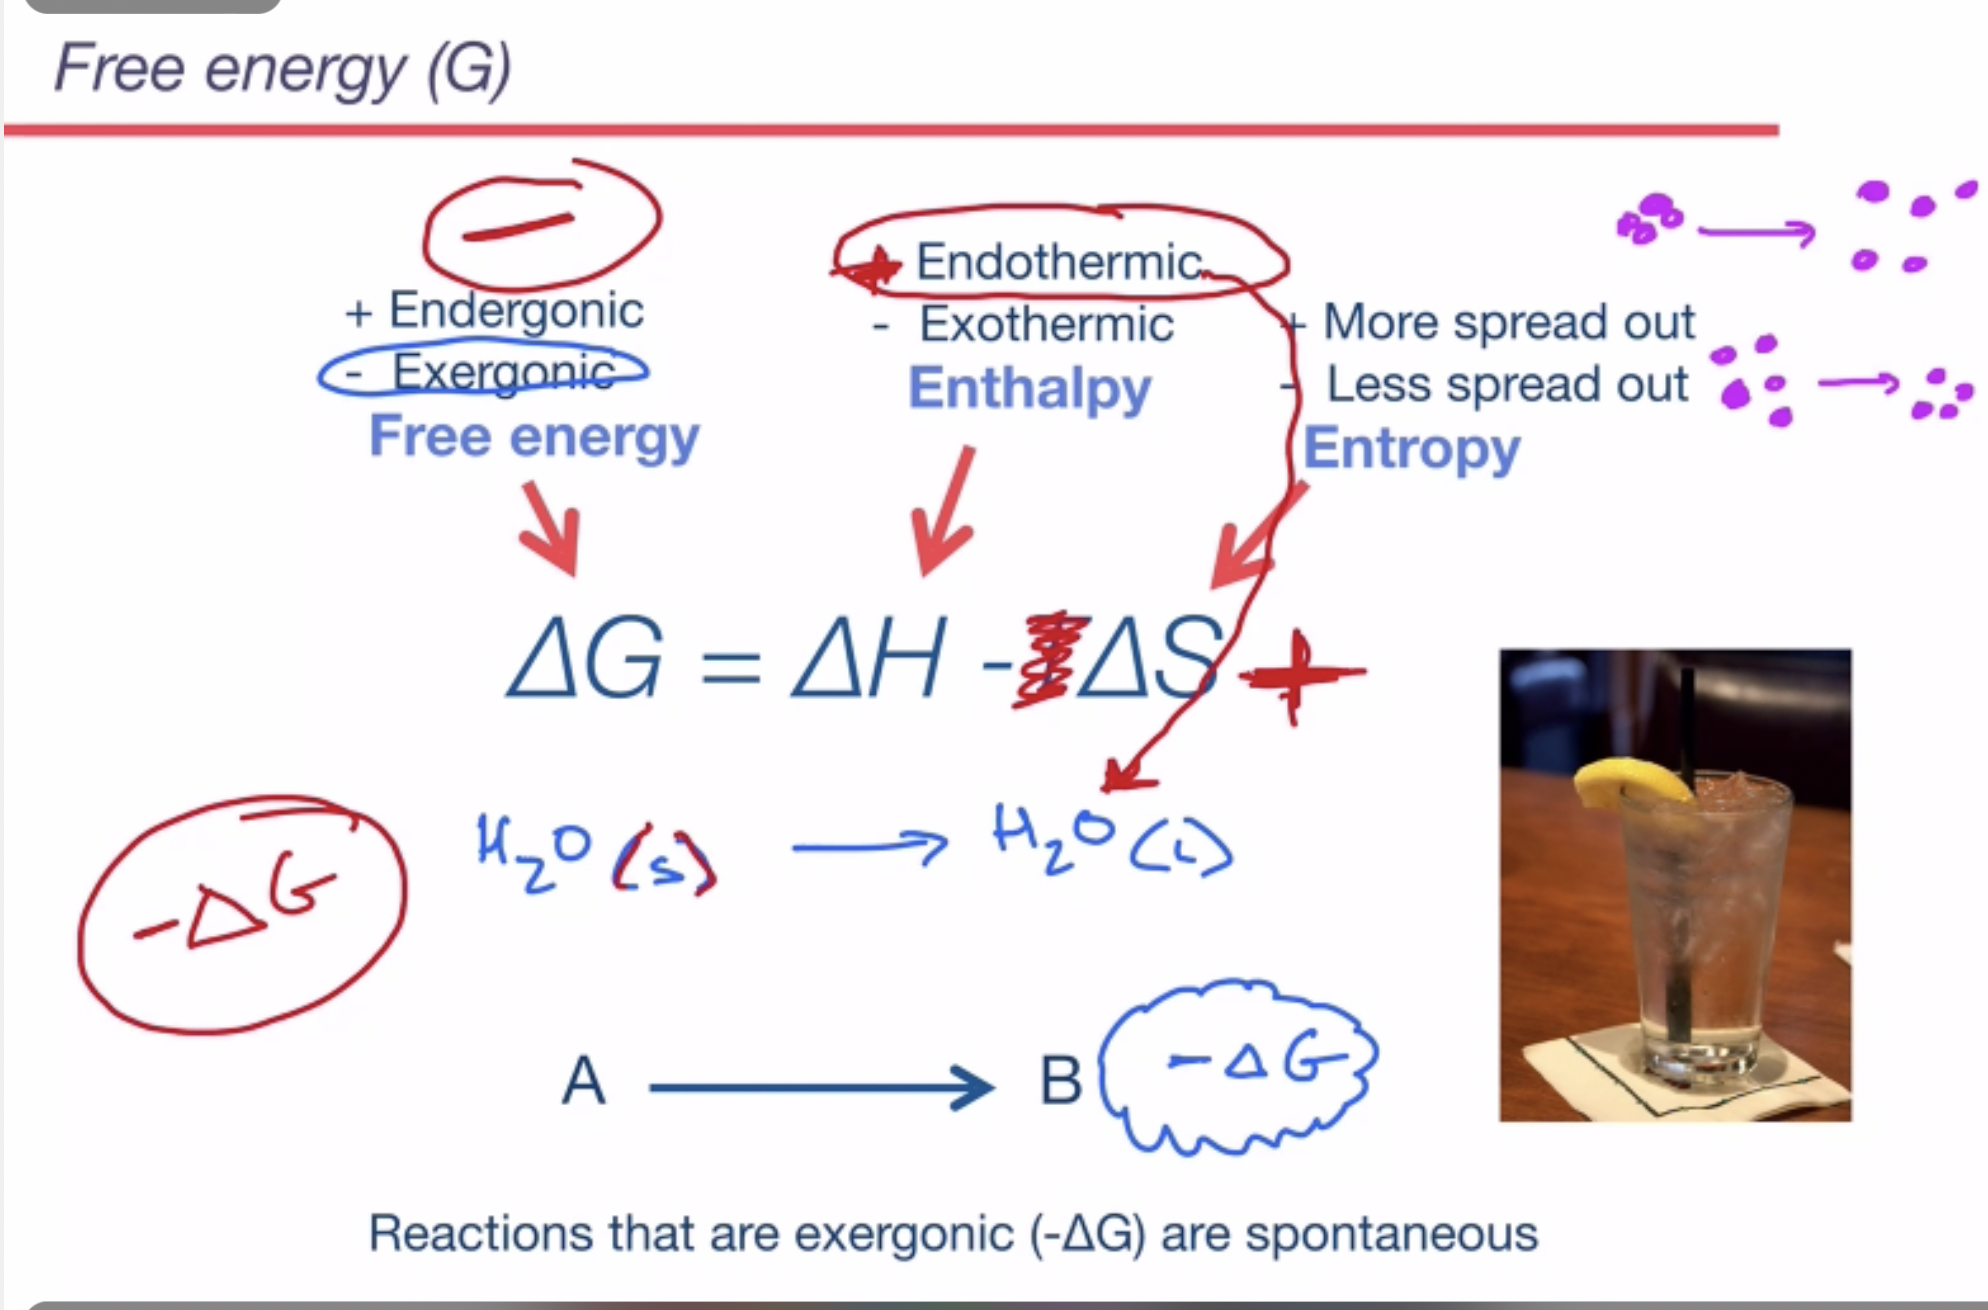 Free energy (G)
−
+ Endothermic
+ Endergonic
- Exothermic
+ More spread out
- Exergonic
Enthalpy
- Less spread out
Free energy
Entropy
ΔG = ΔH - ΔS +
H₂O (s) → H₂O (l)
-ΔG
A → B -ΔG
Reactions that are exergonic (-ΔG) are spontaneous